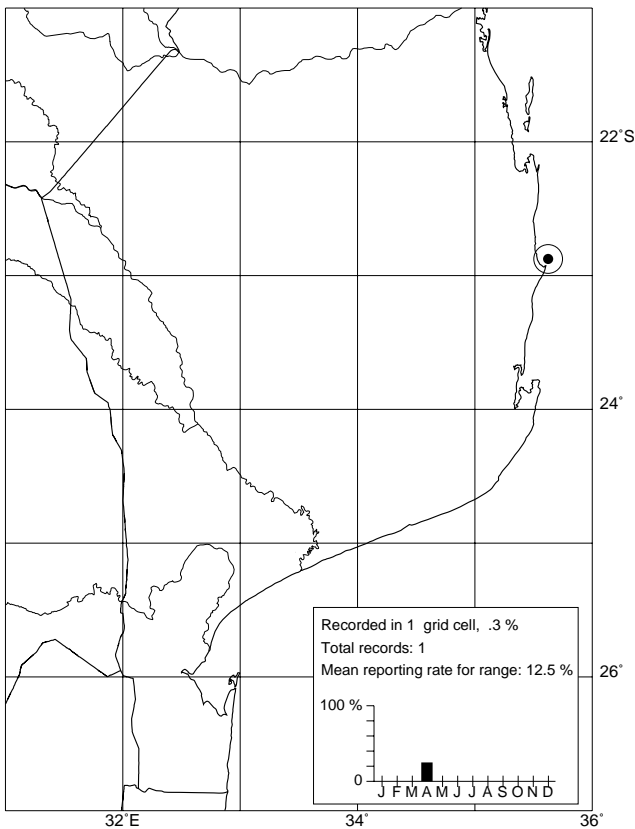 22˚S
24˚
Recorded in 1 grid cell, .3 %
Total records: 1
Mean reporting rate for range: 12.5 %
26˚
100 %
0
J F M A M J J A S O N D
32˚E 34˚ 36˚